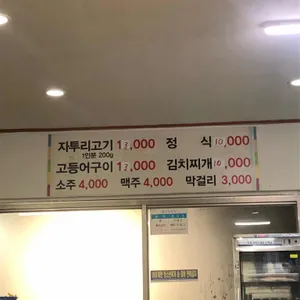 자투리고기 13,000 정 식 10,000
1인분 200g
고등어구이 13,000 김치찌개 10,000
소주 4,000 맥주 4,000 막걸리 3,000